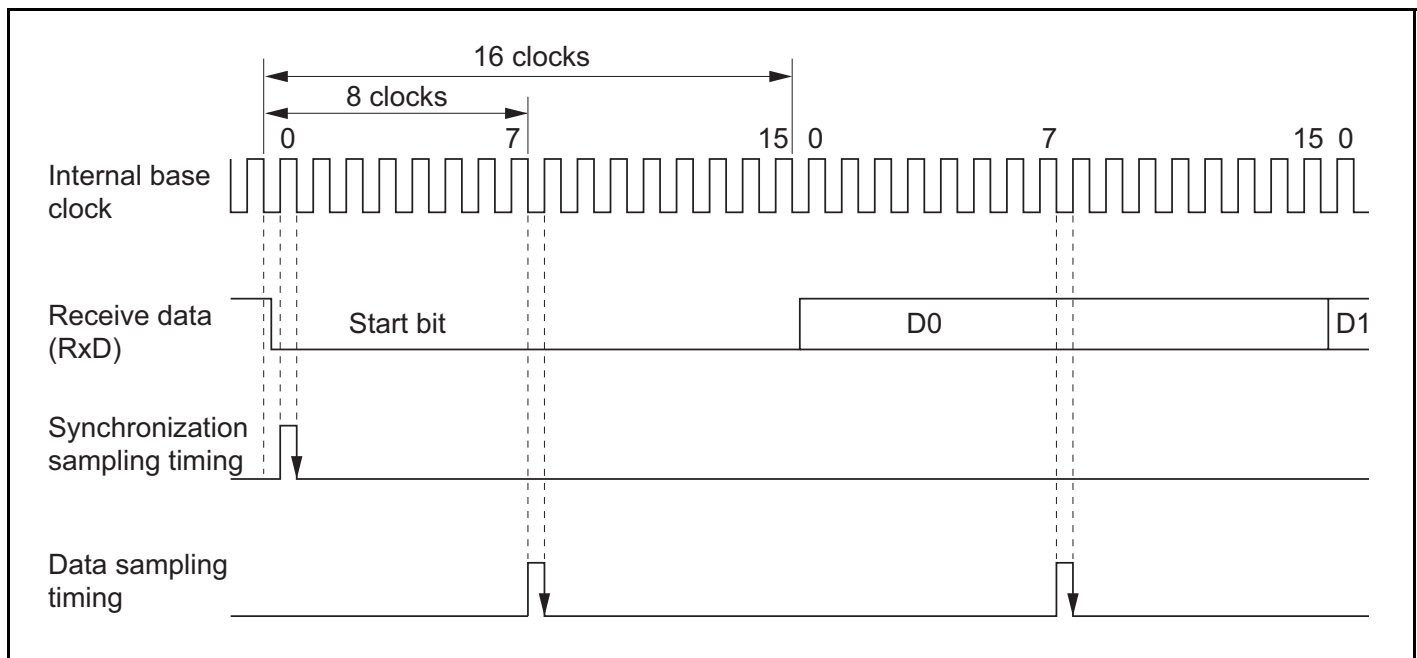 16 clocks
8 clocks
0 7 15 0 7 15 0
Internal base
clock
Receive data
(RxD)
Start bit D0 D1
Synchronization
sampling timing
Data sampling
timing